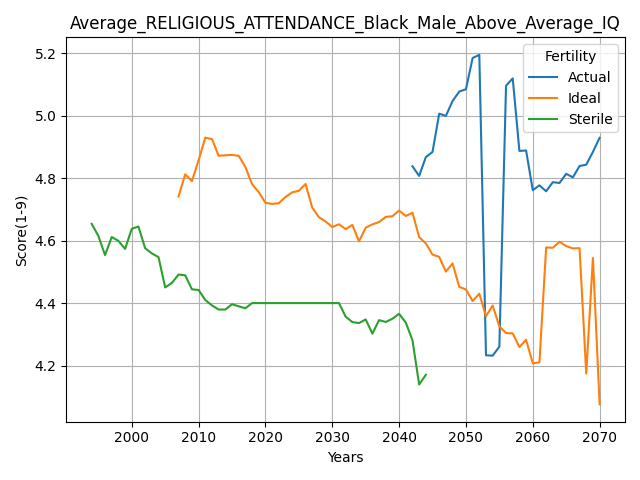 Average_RELIGIOUS_ATTENDANCE_Black_Male_Above_Average_IQ
Fertility
Actual
Ideal
Sterile
Score(1-9)
5.2
5.0
4.8
4.6
4.4
4.2
2000 2010 2020 2030 2040 2050 2060 2070
Years